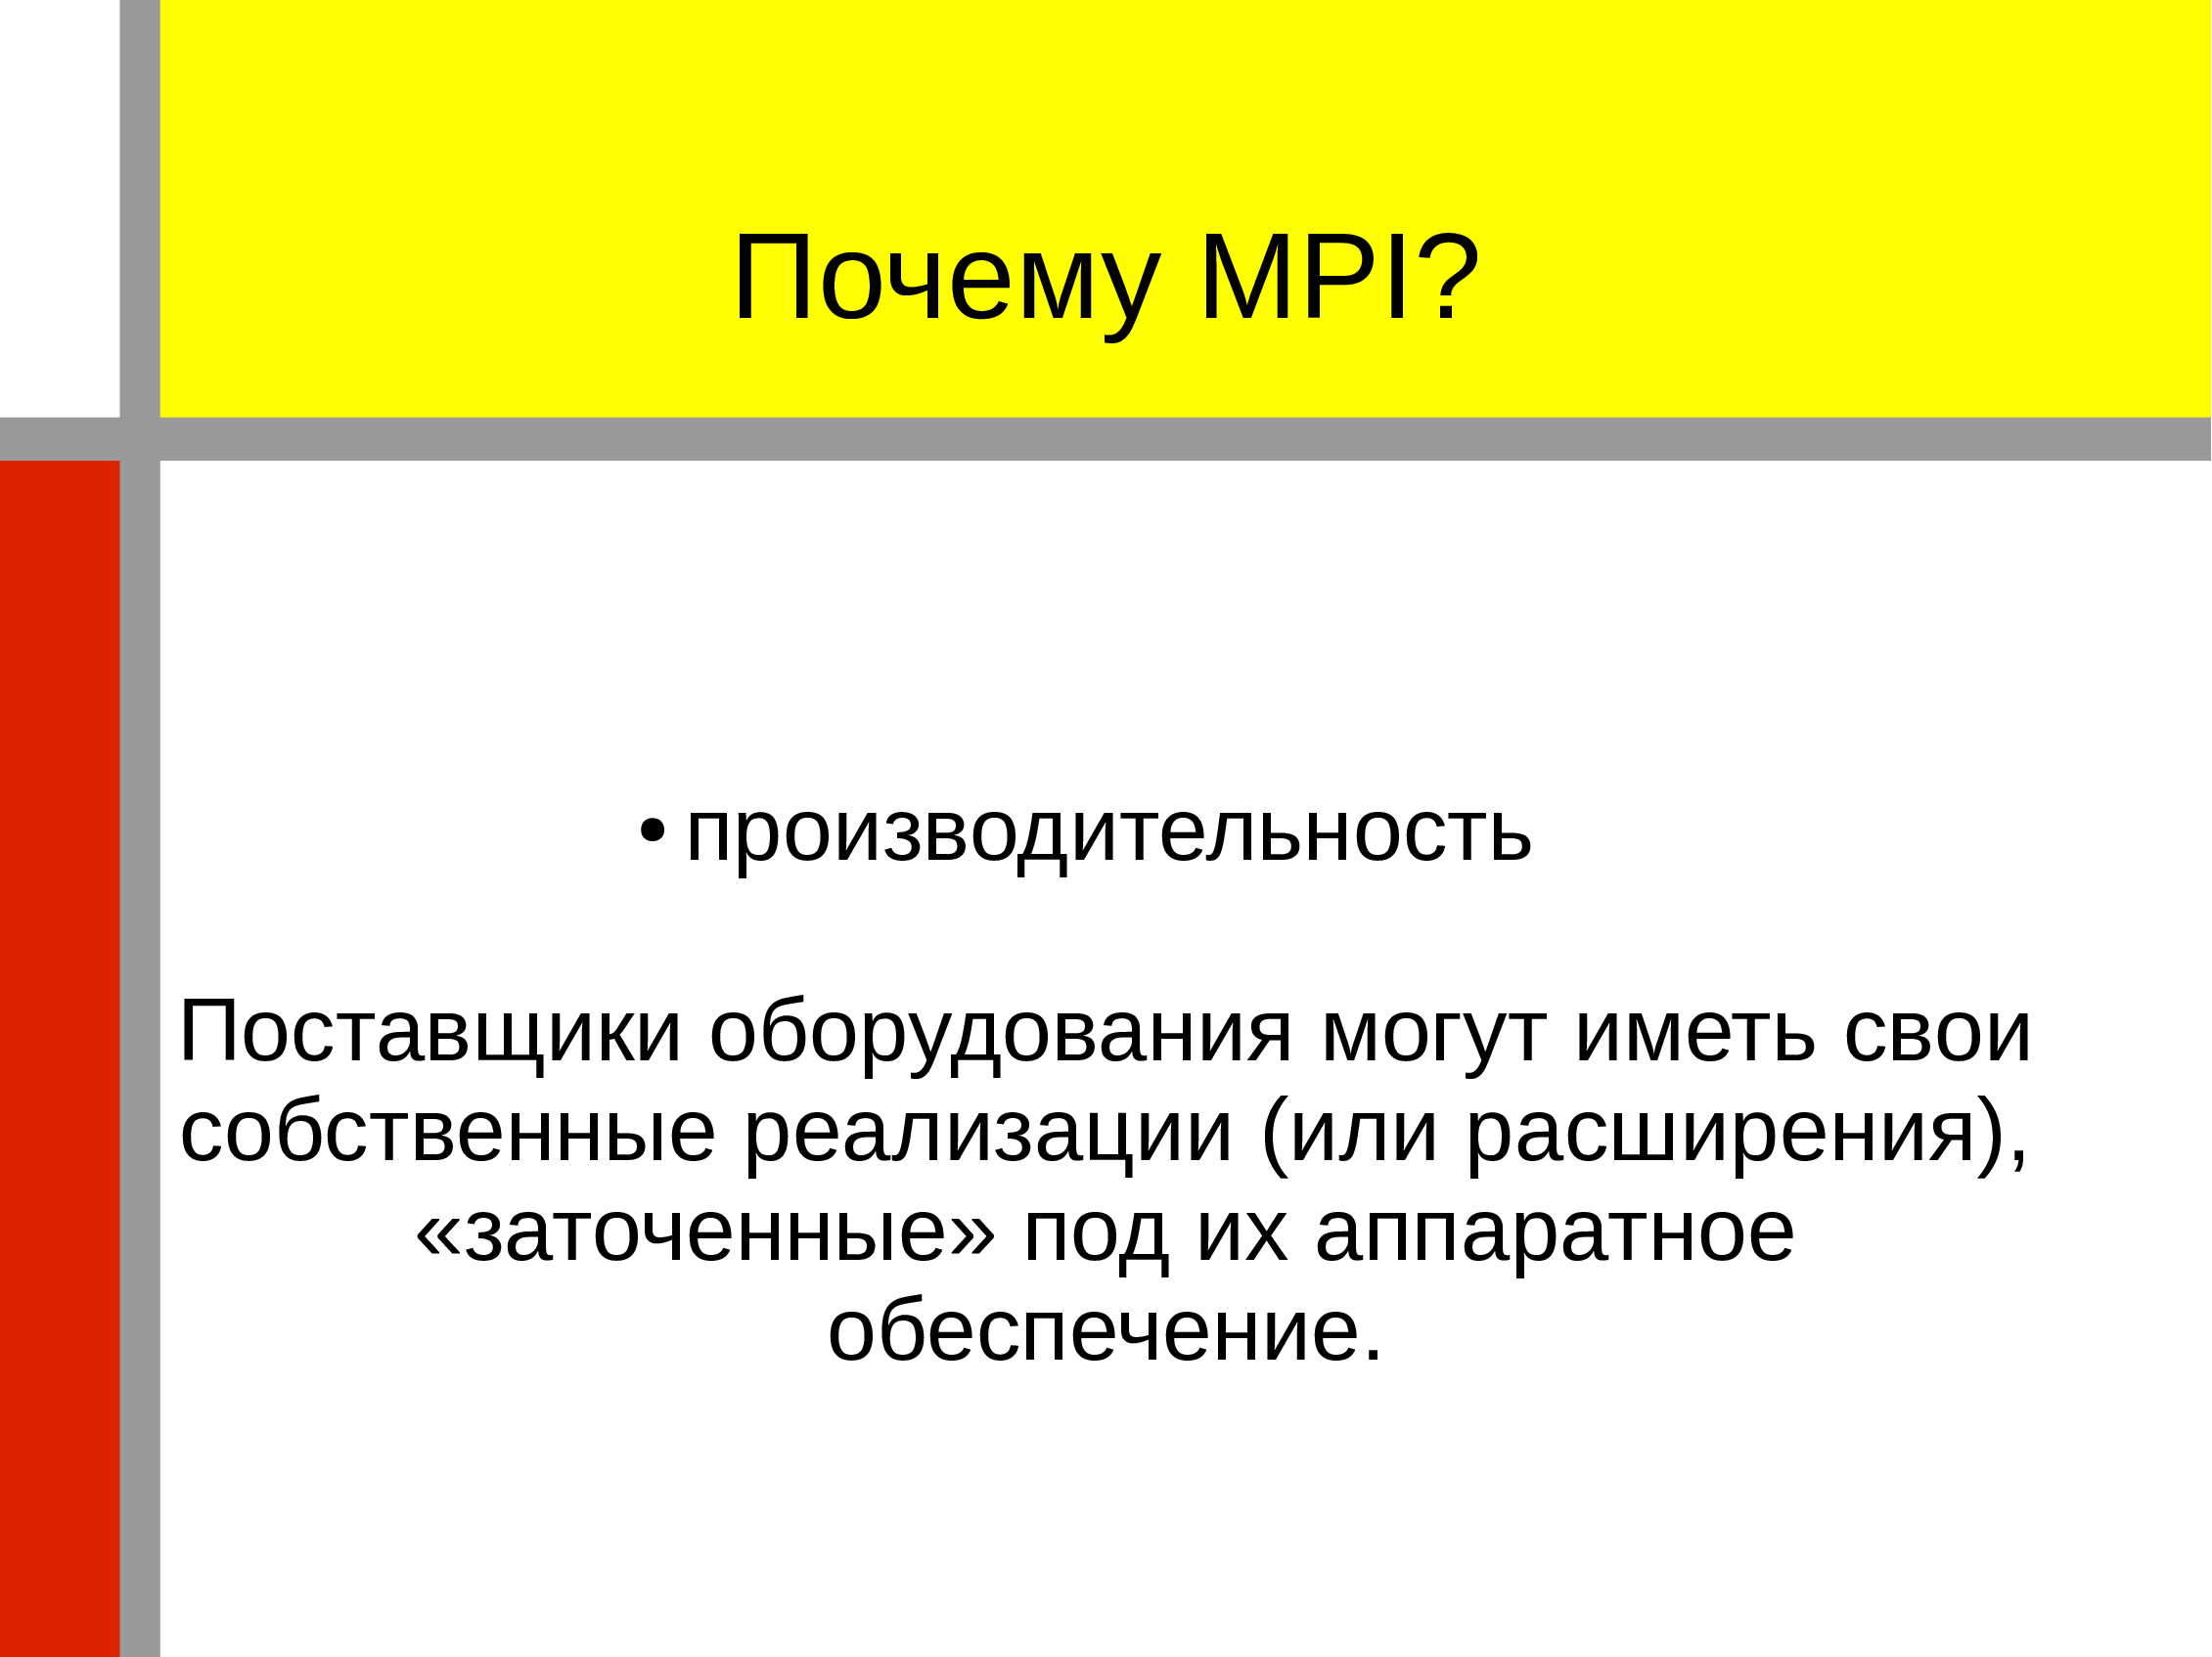 Почему MPI?
• производительность
Поставщики оборудования могут иметь свои
собственные реализации (или расширения),
«заточенные» под их аппаратное
обеспечение.